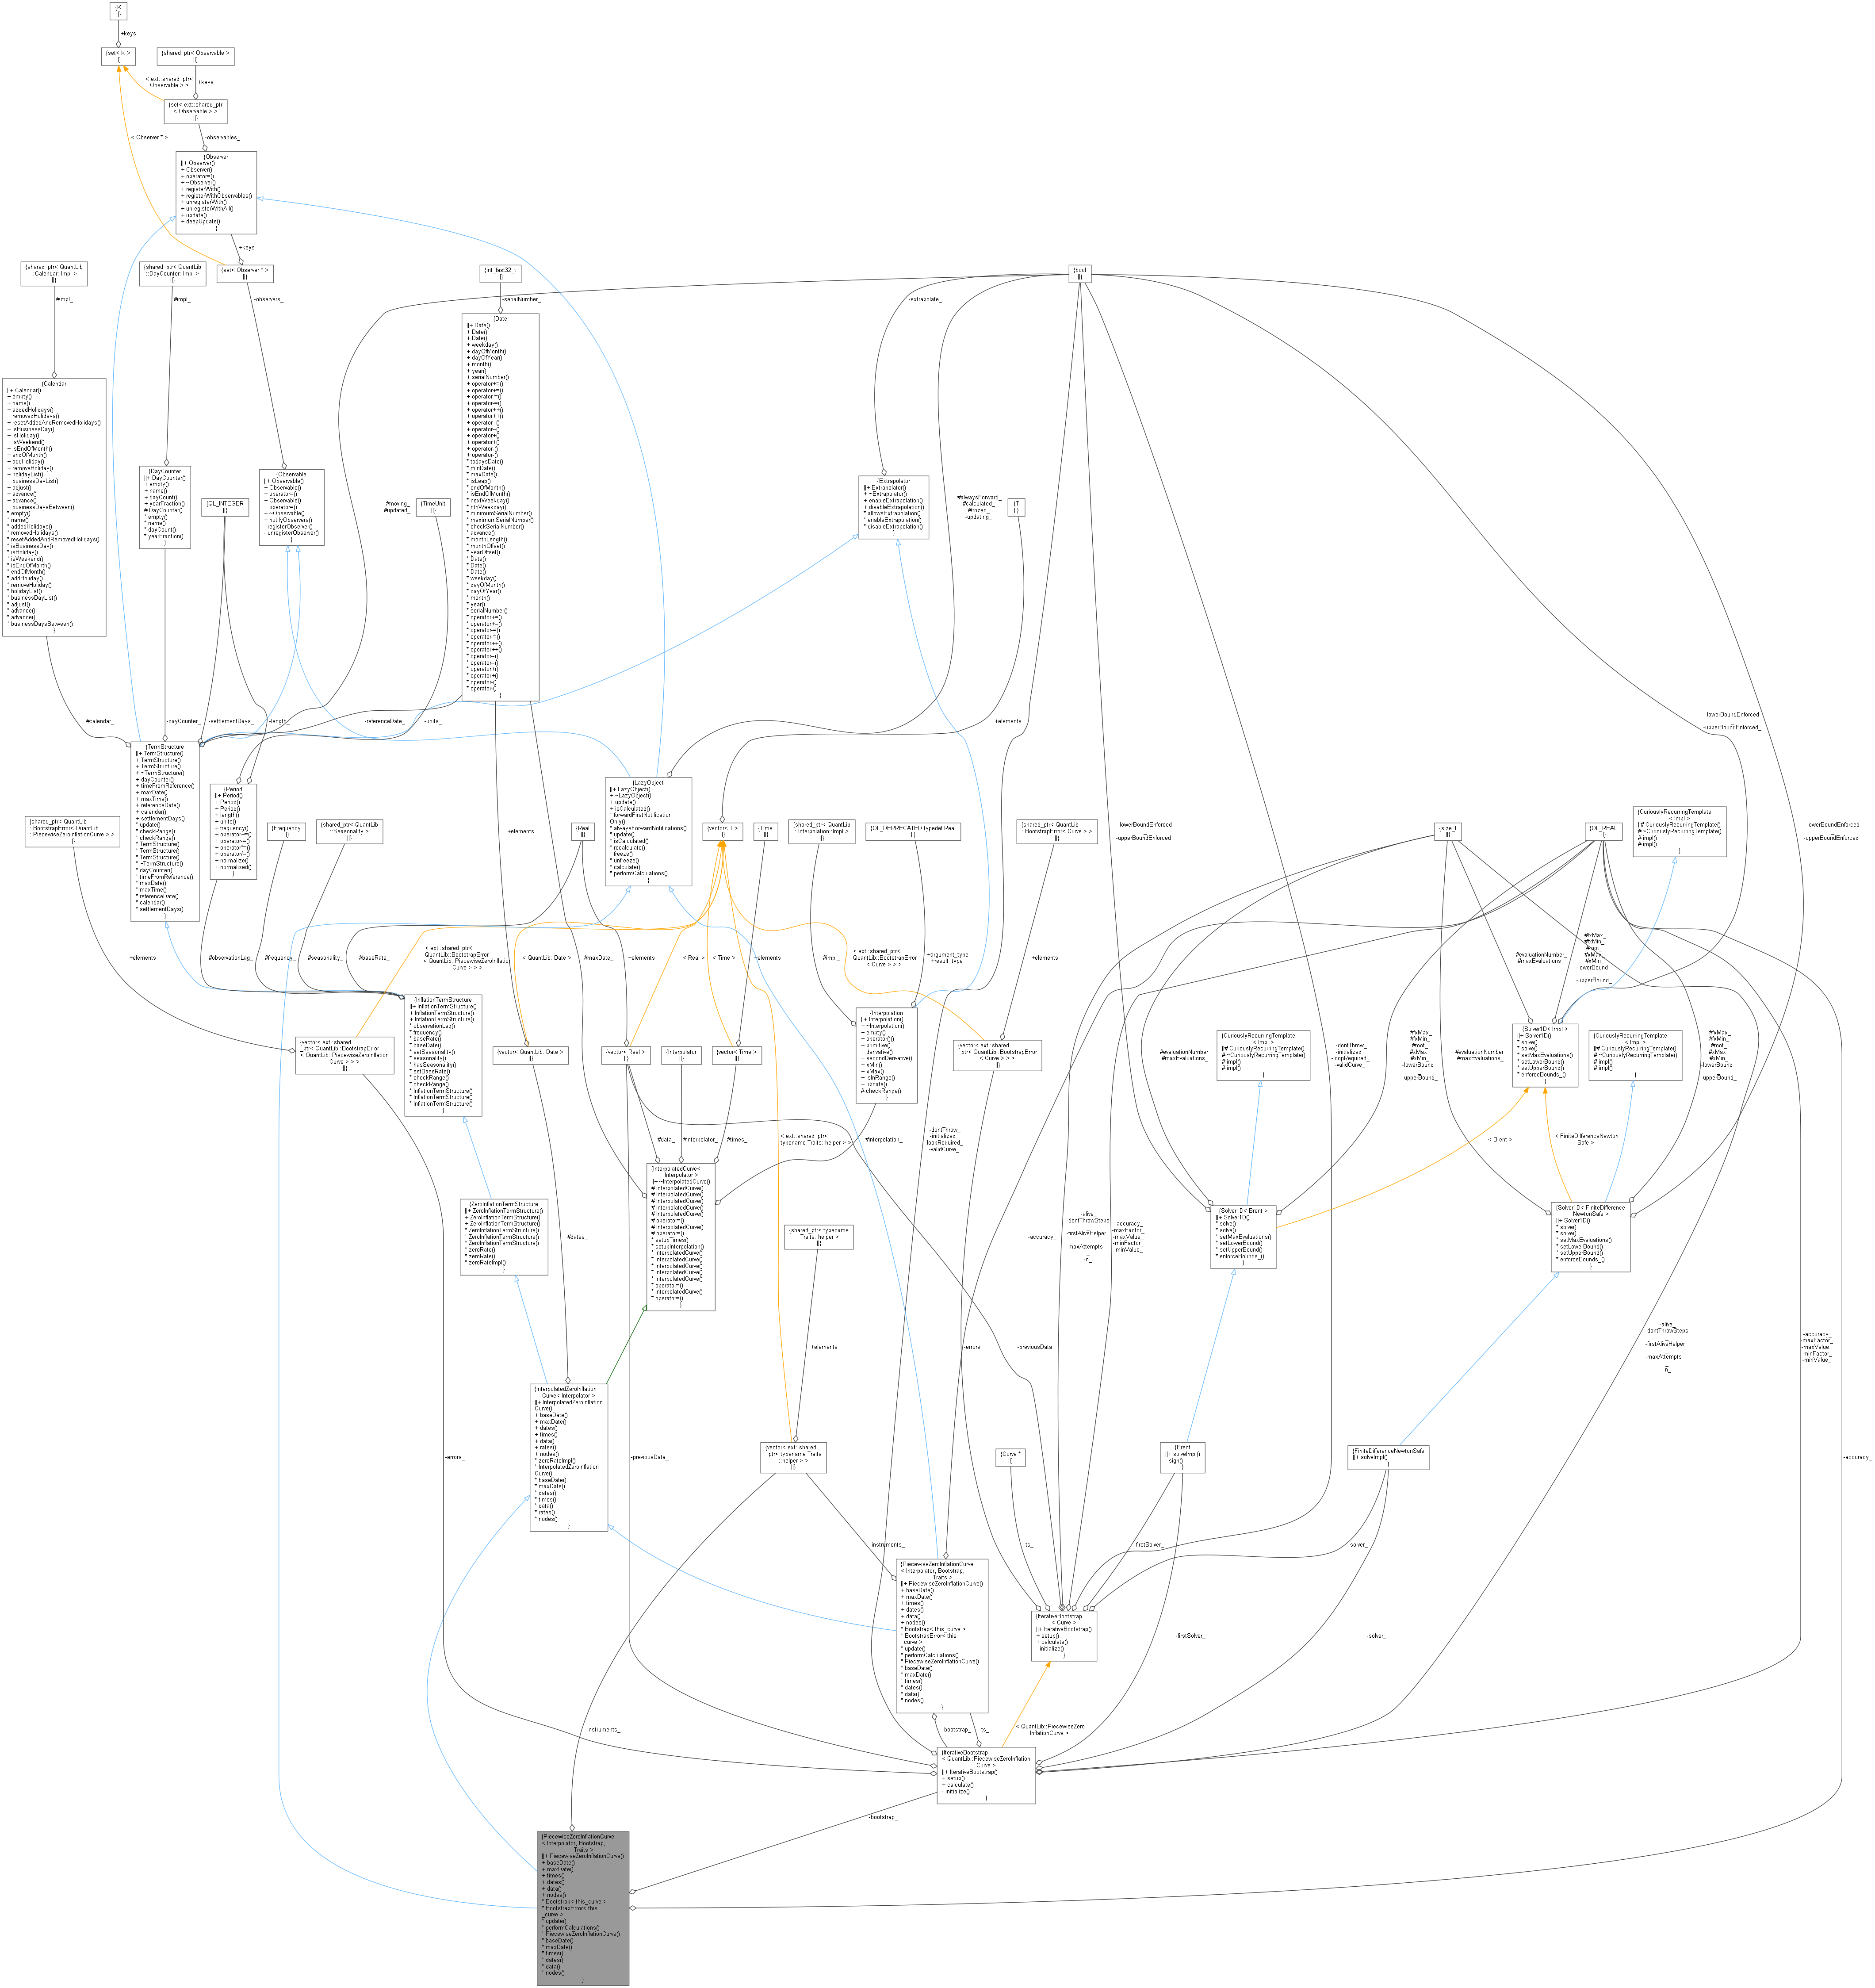 {K
||}
+keys
{set< K >
||}
{shared_ptr< Observable >
||}
< ext::shared_ptr<
Observable > >
+keys
{set< ext::shared_ptr
< Observable > >
||}
< Observer * >
-observables_
{Observer
||+ Observer()
+ Observer()
+ operator=()
+ ~Observer()
+ registerWith()
+ registerWithObservables()
+ unregisterWith()
+ unregisterWithAll()
+ update()
+ deepUpdate()
}
+keys
{shared_ptr< QuantLib
::Calendar::Impl >
||}
{shared_ptr< QuantLib
::DayCounter::Impl >
||}
{set< Observer * >
||}
{int_fast32_t
||}
{bool
||}
#impl_
#impl_
-observers_
-serialNumber_
-extrapolate_
{Date
||+ Date()
+ Date()
+ Date()
+ weekday()
+ dayOfMonth()
+ dayOfYear()
+ month()
+ year()
+ serialNumber()
+ operator+=()
+ operator+=()
+ operator-=()
+ operator-=()
+ operator++()
+ operator++()
+ operator--()
+ operator--()
+ operator+()
+ operator+()
+ operator-()
+ operator-()
* todaysDate()
* minDate()
* maxDate()
* isLeap()
* endOfMonth()
* isEndOfMonth()
* nextWeekday()
* nthWeekday()
* minimumSerialNumber()
* maximumSerialNumber()
* checkSerialNumber()
* advance()
* monthLength()
* monthOffset()
* yearOffset()
* Date()
* Date()
* Date()
* weekday()
* dayOfMonth()
* dayOfYear()
* month()
* year()
* serialNumber()
* operator+=()
* operator+=()
* operator-=()
* operator-=()
* operator++()
* operator++()
* operator--()
* operator--()
* operator+()
* operator+()
* operator-()
* operator-()
}
{Calendar
||+ Calendar()
+ empty()
+ name()
+ addedHolidays()
+ removedHolidays()
+ resetAddedAndRemovedHolidays()
+ isBusinessDay()
+ isHoliday()
+ isWeekend()
+ isEndOfMonth()
+ endOfMonth()
+ addHoliday()
+ removeHoliday()
+ holidayList()
+ businessDayList()
+ adjust()
+ advance()
+ advance()
+ businessDaysBetween()
* empty()
* name()
* addedHolidays()
* removedHolidays()
* resetAddedAndRemovedHolidays()
* isBusinessDay()
* isHoliday()
* isWeekend()
* isEndOfMonth()
* endOfMonth()
* addHoliday()
* removeHoliday()
* holidayList()
* businessDayList()
* adjust()
* advance()
* advance()
* businessDaysBetween()
}
{DayCounter
||+ DayCounter()
+ empty()
+ name()
+ dayCount()
+ yearFraction()
# DayCounter()
* empty()
* name()
* dayCount()
* yearFraction()
}
{QL_INTEGER
||}
{Observable
||+ Observable()
+ Observable()
+ operator=()
+ Observable()
+ operator=()
+ ~Observable()
+ notifyObservers()
- registerObserver()
- unregisterObserver()
}
#moving_
#updated_
{TimeUnit
||}
{Extrapolator
||+ Extrapolator()
+ ~Extrapolator()
+ enableExtrapolation()
+ disableExtrapolation()
* allowsExtrapolation()
* enableExtrapolation()
* disableExtrapolation()
}
#alwaysForward_
#calculated_
#frozen_
-updating_
{T
||}
#calendar_
-dayCounter_
-settlementDays_
-length_
-referenceDate_
-units_
+elements
-lowerBoundEnforced
_
-upperBoundEnforced_
{TermStructure
||+ TermStructure()
+ TermStructure()
+ TermStructure()
+ ~TermStructure()
+ dayCounter()
+ timeFromReference()
+ maxDate()
+ maxTime()
+ referenceDate()
+ calendar()
+ settlementDays()
* update()
* checkRange()
* checkRange()
* TermStructure()
* TermStructure()
* TermStructure()
* ~TermStructure()
* dayCounter()
* timeFromReference()
* maxDate()
* maxTime()
* referenceDate()
* calendar()
* settlementDays()
}
{Period
||+ Period()
+ Period()
+ Period()
+ length()
+ units()
+ frequency()
+ operator+=()
+ operator-=()
+ operator*=()
+ operator/=()
+ normalize()
+ normalized()
}
{LazyObject
||+ LazyObject()
+ ~LazyObject()
+ update()
+ isCalculated()
* forwardFirstNotification
Only()
* alwaysForwardNotifications()
* update()
* isCalculated()
* recalculate()
* freeze()
* unfreeze()
* calculate()
* performCalculations()
}
{shared_ptr< QuantLib
::BootstrapError< QuantLib
::PiecewiseZeroInflationCurve > >
||}
{Frequency
||}
{shared_ptr< QuantLib
::Seasonality >
||}
+elements
{Real
||}
{vector< T >
||}
{Time
||}
{shared_ptr< QuantLib
::Interpolation::Impl >
||}
{QL_DEPRECATED typedef Real
||}
{shared_ptr< QuantLib
::BootstrapError< Curve > >
||}
-lowerBoundEnforced
_
-upperBoundEnforced_
{size_t
||}
{QL_REAL
||}
{CuriouslyRecurringTemplate
< Impl >
||# CuriouslyRecurringTemplate()
# ~CuriouslyRecurringTemplate()
# impl()
# impl()
}
-lowerBoundEnforced
_
-upperBoundEnforced_
+elements
#observationLag_
#frequency_
#seasonality_
#baseRate_
< ext::shared_ptr<
QuantLib::BootstrapError
< QuantLib::PiecewiseZeroInflation
Curve > > >
< QuantLib::Date >
#maxDate_
+elements
< Real >
< Time >
+elements
#impl_
< ext::shared_ptr<
QuantLib::BootstrapError
< Curve > > >
+argument_type
+result_type
+elements
#evaluationNumber_
#maxEvaluations_
#fxMax_
#fxMin_
#root_
#xMax_
#xMin_
-lowerBound
_
-upperBound_
{InflationTermStructure
||+ InflationTermStructure()
+ InflationTermStructure()
+ InflationTermStructure()
* observationLag()
* frequency()
* baseRate()
* baseDate()
* setSeasonality()
* seasonality()
* hasSeasonality()
* setBaseRate()
* checkRange()
* checkRange()
* InflationTermStructure()
* InflationTermStructure()
* InflationTermStructure()
}
{vector< ext::shared
_ptr< QuantLib::BootstrapError
< QuantLib::PiecewiseZeroInflation
Curve > > >
||}
{vector< QuantLib::Date >
||}
{vector< Real >
||}
{Interpolator
||}
{vector< Time >
||}
{Interpolation
||+ Interpolation()
+ ~Interpolation()
+ empty()
+ operator()()
+ primitive()
+ derivative()
+ secondDerivative()
+ xMin()
+ xMax()
+ isInRange()
+ update()
# checkRange()
}
{vector< ext::shared
_ptr< QuantLib::BootstrapError
< Curve > > >
||}
#evaluationNumber_
#maxEvaluations_
{CuriouslyRecurringTemplate
< Impl >
||# CuriouslyRecurringTemplate()
# ~CuriouslyRecurringTemplate()
# impl()
# impl()
}
-dontThrow_
-initialized_
-loopRequired_
-validCurve_
#fxMax_
#fxMin_
#root_
#xMax_
#xMin_
-lowerBound
_
-upperBound_
#evaluationNumber_
#maxEvaluations_
{Solver1D< Impl >
||+ Solver1D()
* solve()
* solve()
* setMaxEvaluations()
* setLowerBound()
* setUpperBound()
* enforceBounds_()
}
{CuriouslyRecurringTemplate
< Impl >
||# CuriouslyRecurringTemplate()
# ~CuriouslyRecurringTemplate()
# impl()
# impl()
}
#fxMax_
#fxMin_
#root_
#xMax_
#xMin_
-lowerBound
_
-upperBound_
#data_
#interpolator_
#times_
< ext::shared_ptr<
typename Traits::helper > >
#interpolation_
-dontThrow_
-initialized_
-loopRequired_
-validCurve_
< Brent >
< FiniteDifferenceNewton
Safe >
{InterpolatedCurve<
Interpolator >
||+ ~InterpolatedCurve()
# InterpolatedCurve()
# InterpolatedCurve()
# InterpolatedCurve()
# InterpolatedCurve()
# InterpolatedCurve()
# operator=()
# InterpolatedCurve()
# operator=()
* setupTimes()
* setupInterpolation()
* InterpolatedCurve()
* InterpolatedCurve()
* InterpolatedCurve()
* InterpolatedCurve()
* InterpolatedCurve()
* operator=()
* InterpolatedCurve()
* operator=()
}
{ZeroInflationTermStructure
||+ ZeroInflationTermStructure()
+ ZeroInflationTermStructure()
+ ZeroInflationTermStructure()
* ZeroInflationTermStructure()
* ZeroInflationTermStructure()
* ZeroInflationTermStructure()
* zeroRate()
* zeroRate()
* zeroRateImpl()
}
#dates_
{shared_ptr< typename
Traits::helper >
||}
-accuracy_
-alive_
-dontThrowSteps
_
-firstAliveHelper
_
-maxAttempts
_
-n_
-accuracy_
-maxFactor_
-maxValue_
-minFactor_
-minValue_
{Solver1D< Brent >
||+ Solver1D()
* solve()
* solve()
* setMaxEvaluations()
* setLowerBound()
* setUpperBound()
* enforceBounds_()
}
{Solver1D< FiniteDifference
NewtonSafe >
||+ Solver1D()
* solve()
* solve()
* setMaxEvaluations()
* setLowerBound()
* setUpperBound()
* enforceBounds_()
}
+elements
-errors_
-previousData_
-alive_
-dontThrowSteps
_
-firstAliveHelper
_
-maxAttempts
_
-n_
-accuracy_
-maxFactor_
-maxValue_
-minFactor_
-minValue_
{InterpolatedZeroInflation
Curve< Interpolator >
||+ InterpolatedZeroInflation
Curve()
+ baseDate()
+ maxDate()
+ dates()
+ times()
+ data()
+ rates()
+ nodes()
* zeroRateImpl()
* InterpolatedZeroInflation
Curve()
* baseDate()
* maxDate()
* dates()
* times()
* data()
* rates()
* nodes()
}
-errors_
-previousData_
{vector< ext::shared
_ptr< typename Traits
::helper > >
||}
{Curve *
||}
{Brent
||+ solveImpl()
- sign()
}
{FiniteDifferenceNewtonSafe
||+ solveImpl()
}
-accuracy_
-instruments_
-ts_
-firstSolver_
-solver_
{PiecewiseZeroInflationCurve
< Interpolator, Bootstrap,
Traits >
||+ PiecewiseZeroInflationCurve()
+ baseDate()
+ maxDate()
+ times()
+ dates()
+ data()
+ nodes()
* Bootstrap< this_curve >
* BootstrapError< this
_curve >
* update()
* performCalculations()
* PiecewiseZeroInflationCurve()
* baseDate()
* maxDate()
* times()
* dates()
* data()
* nodes()
}
{IterativeBootstrap
< Curve >
||+ IterativeBootstrap()
+ setup()
+ calculate()
- initialize()
}
-firstSolver_
-solver_
-instruments_
-bootstrap_
-ts_
< QuantLib::PiecewiseZero
InflationCurve >
{IterativeBootstrap
< QuantLib::PiecewiseZeroInflation
Curve >
||+ IterativeBootstrap()
+ setup()
+ calculate()
- initialize()
}
-bootstrap_
{PiecewiseZeroInflationCurve
< Interpolator, Bootstrap,
Traits >
||+ PiecewiseZeroInflationCurve()
+ baseDate()
+ maxDate()
+ times()
+ dates()
+ data()
+ nodes()
* Bootstrap< this_curve >
* BootstrapError< this
_curve >
* update()
* performCalculations()
* PiecewiseZeroInflationCurve()
* baseDate()
* maxDate()
* times()
* dates()
* data()
* nodes()
}